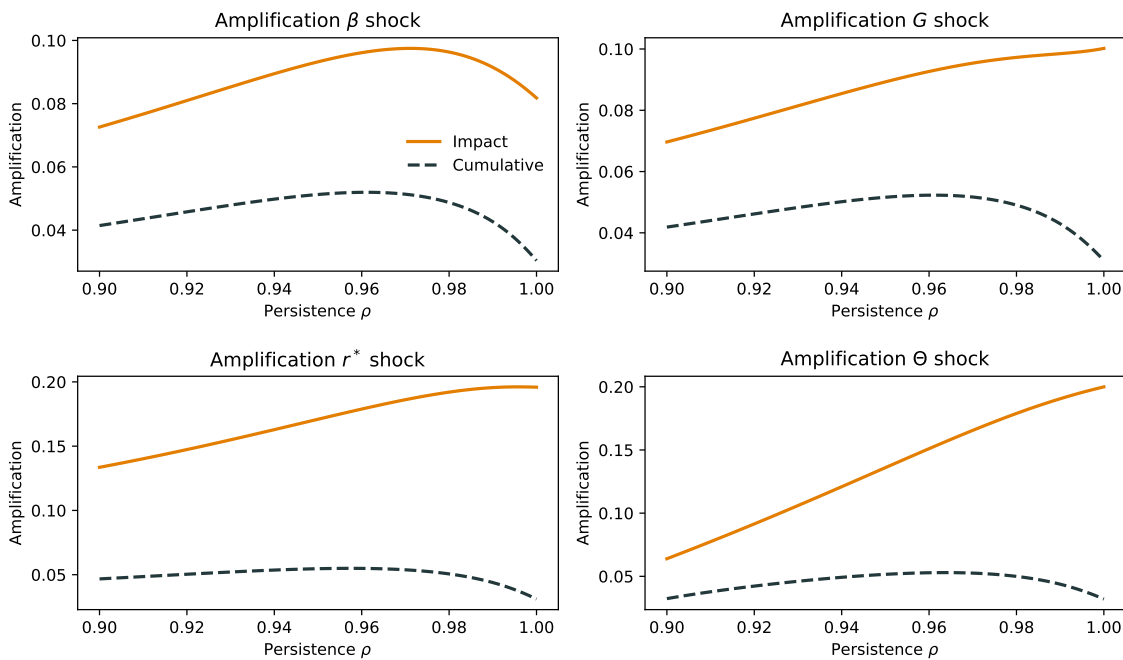 Amplification β shock
Amplification
0.10
0.08
0.06
0.04
Impact
Cumulative
0.90 0.92 0.94 0.96 0.98 1.00
Persistence ρ
Amplification G shock
Amplification
0.10
0.08
0.06
0.04
0.90 0.92 0.94 0.96 0.98 1.00
Persistence ρ
Amplification r* shock
Amplification
0.20
0.15
0.10
0.05
0.90 0.92 0.94 0.96 0.98 1.00
Persistence ρ
Amplification Θ shock
Amplification
0.20
0.15
0.10
0.05
0.90 0.92 0.94 0.96 0.98 1.00
Persistence ρ